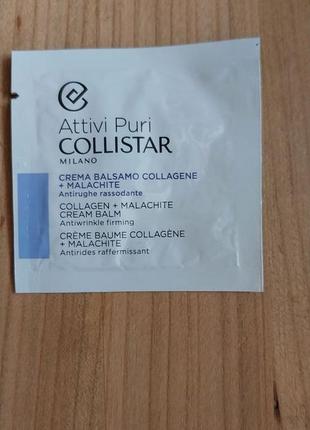 Attivi Puri
COLLISTAR
MILANO
CREMA BALSAMO COLLAGENE
+ MALACHITE
Antirughe rassodante
COLLAGEN + MALACHITE
CREAM BALM
Antiwrinkle firming
CRÈME BAUME COLLAGÈNE
+ MALACHITE
Antirides raffermissant